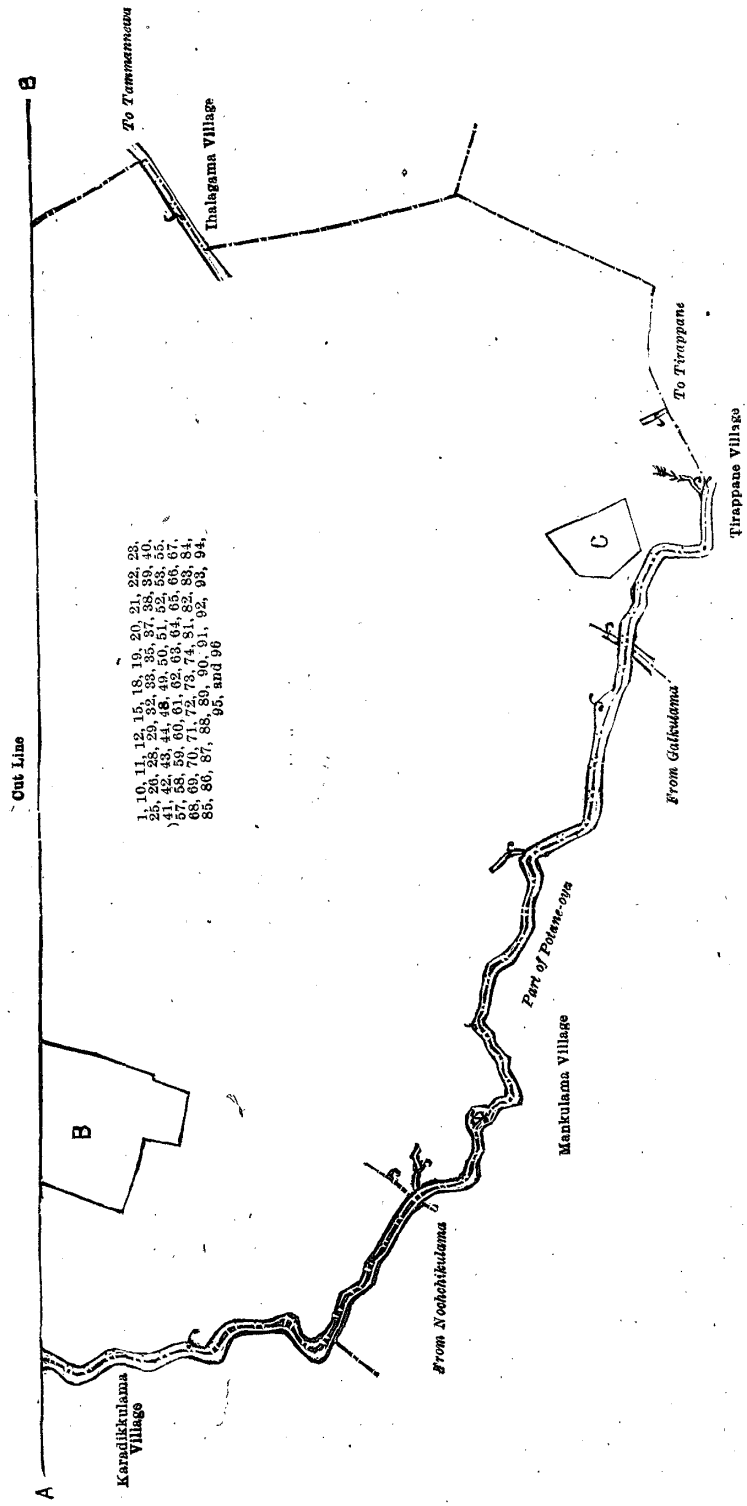 Cut Line
A
B
To Tammannewa
Ihalagama Village
B
1, 10, 11, 12, 15, 18, 19, 20, 21, 22, 23,
25, 26, 28, 29, 32, 33, 35, 37, 38, 39, 40,
41, 42, 43, 44, 48, 49, 50, 51, 52, 53, 55,
57, 58, 59, 60, 61, 62, 63, 64, 65, 66, 67,
68, 69, 70, 71, 72, 73, 74, 81, 82, 83, 84,
85, 86, 87, 88, 89, 90, 91, 92, 93, 94,
95, and 96
Karadikkulama
Village
C
To Tirappane
Tirappane Village
From Nochchikulama
Part of Potane-oya
From Galkulama
Mankulama Village